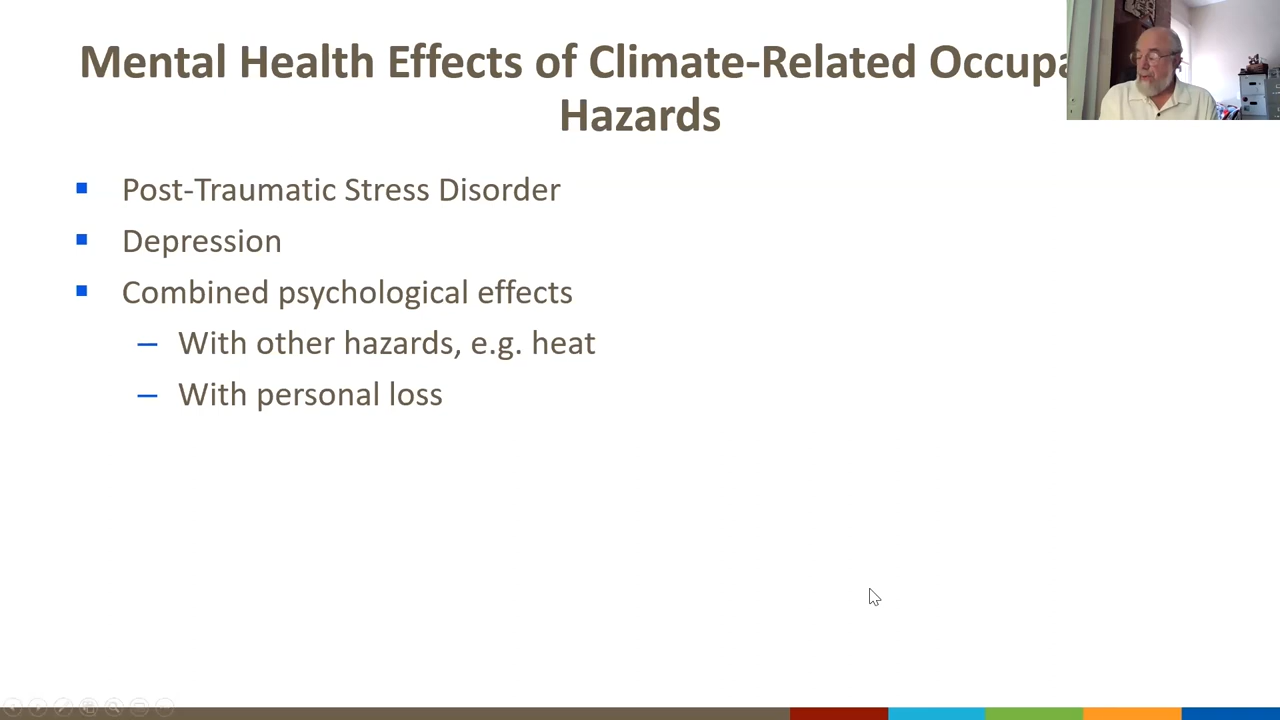 Mental Health Effects of Climate-Related
Hazards
Post-Traumatic Stress Disorder
Depression
Combined psychological effects
– With other hazards, e.g. heat
– With personal loss